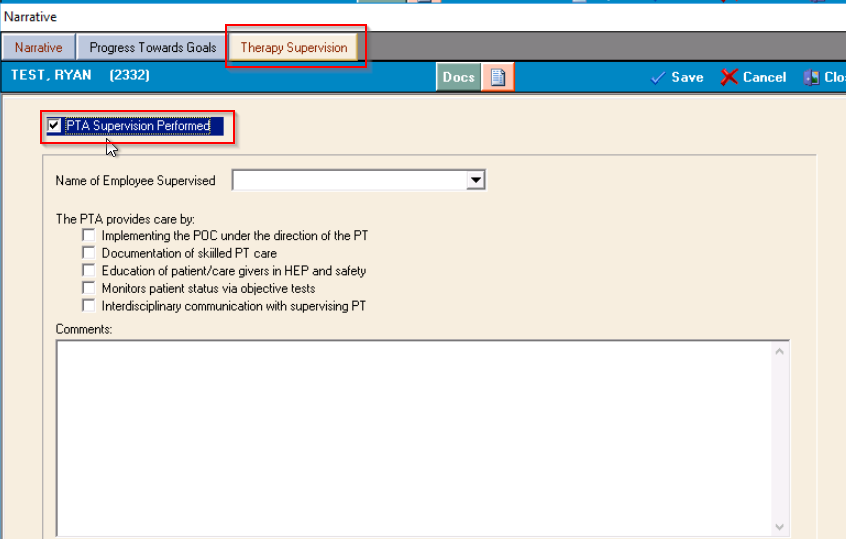 Narrative
Narrative Progress Towards Goals Therapy Supervision
TEST, RYAN (2332) Docs Save Cancel Clo
PTA Supervision Performed
Name of Employee Supervised
The PTA provides care by:
Implementing the POC under the direction of the PT
Documentation of skiilled PT care
Education of patient/care givers in HEP and safety
Monitors patient status via objective tests
Interdisciplinary communication with supervising PT
Comments: